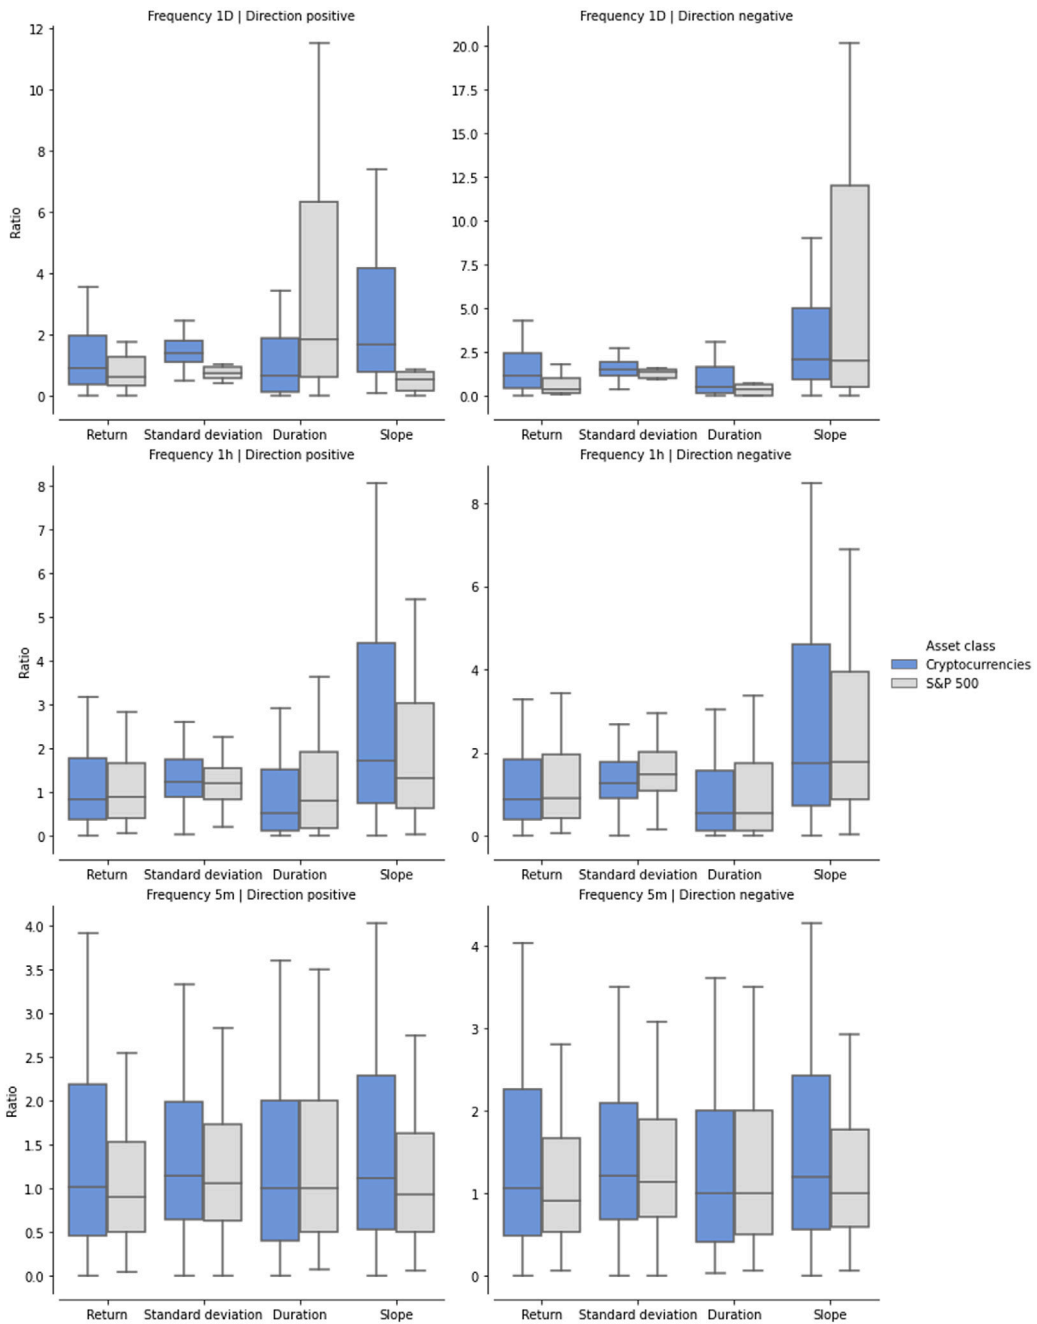 Frequency 1D | Direction positive
Frequency 1D | Direction negative
12
10
8
6
4
2
0
Ratio
Return Standard deviation Duration Slope
20.0
17.5
15.0
12.5
10.0
7.5
5.0
2.5
0.0
Return Standard deviation Duration Slope
Frequency 1h | Direction positive
Frequency 1h | Direction negative
8
7
6
5
4
3
2
1
0
Ratio
Return Standard deviation Duration Slope
8
6
4
2
0
Return Standard deviation Duration Slope
Asset class
Cryptocurrencies
S&P 500
Frequency 5m | Direction positive
Frequency 5m | Direction negative
4.0
3.5
3.0
2.5
2.0
1.5
1.0
0.5
0.0
Ratio
Return Standard deviation Duration Slope
4
3
2
1
0
Return Standard deviation Duration Slope